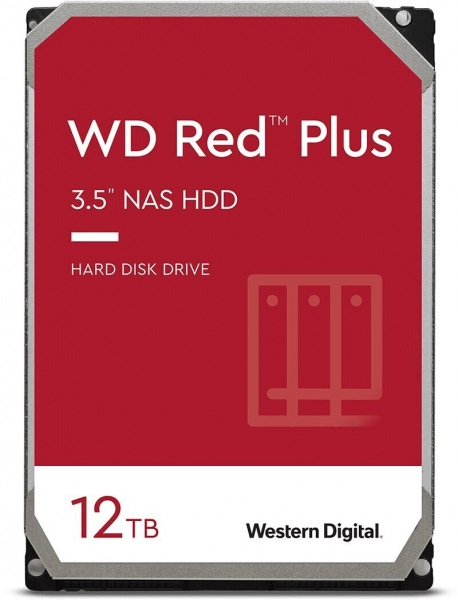 WD Red™ Plus
3.5" NAS HDD
HARD DISK DRIVE
12TB
Western Digital.